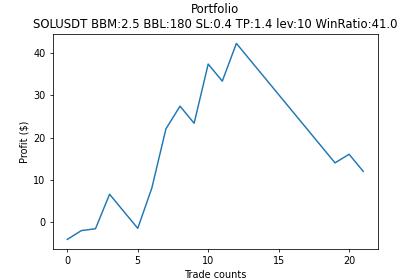 Portfolio
SOLUSDT BBM:2.5 BBL:180 SL:0.4 TP:1.4 lev:10 WinRatio:41.0
Profit ($)
40
30
20
10
0
0 5 10 15 20
Trade counts